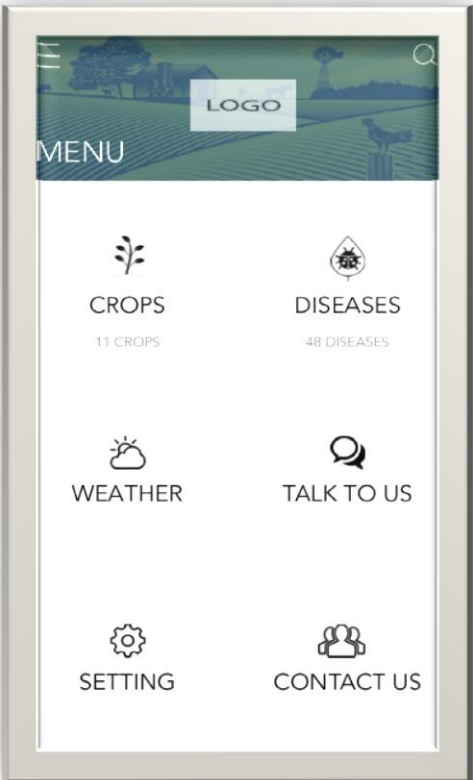 LOGO
MENU
CROPS
DISEASES
11 CROPS
48 DISEASES
WEATHER
TALK TO US
SETTING
CONTACT US